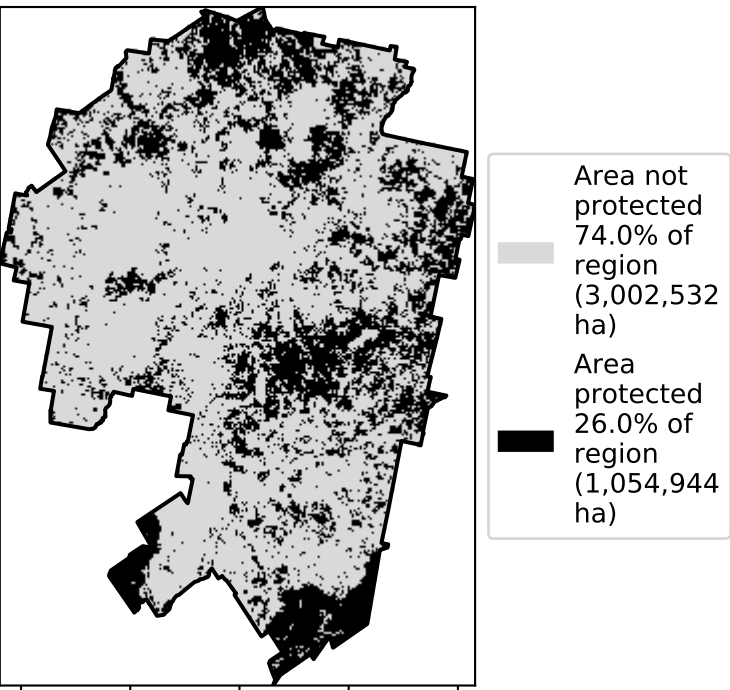 Area not
protected
74.0% of
region
(3,002,532
ha)
Area
protected
26.0% of
region
(1,054,944
ha)